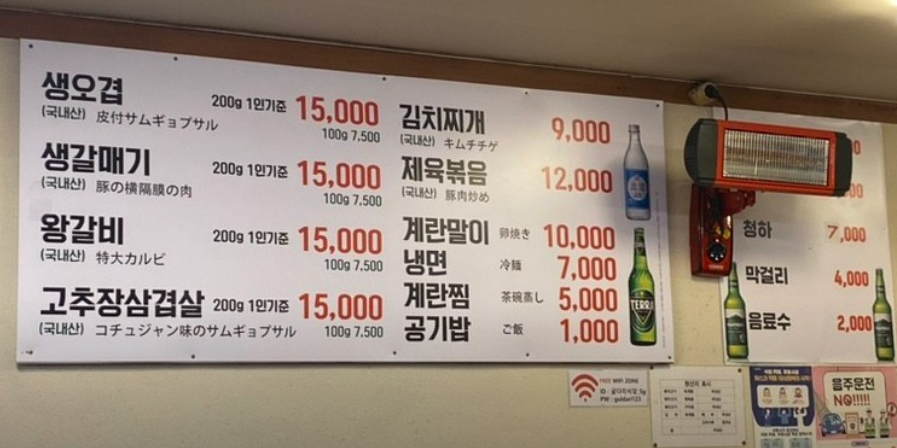 생오겹 200g 1인기준 15,000
(국내산) 皮付サムギョプサル 100g 7.500
생갈매기 200g 1인기준 15,000
(국내산) 豚の横隔膜の肉 100g 7.500
왕갈비 200g 1인기준 15,000
(국내산) 特大カルビ 100g 7.500
고추장삼겹살 200g 1인기준 15,000
(국내산) コチュジャン味のサムギョプサル 100g 7.500
김치찌개 9,000
(국내산) キムチチゲ
제육볶음 12,000
(국내산) 豚肉炒め
계란말이 卵焼き 10,000
냉면 冷麺 7,000
계란찜 茶碗蒸し 5,000
공기밥 ご飯 1,000
TERRA
청하 7,000
막걸리 4,000
음료수 2,000
FREE WIFI ZONE
원산지 표시
음주운전
NO!!!!!